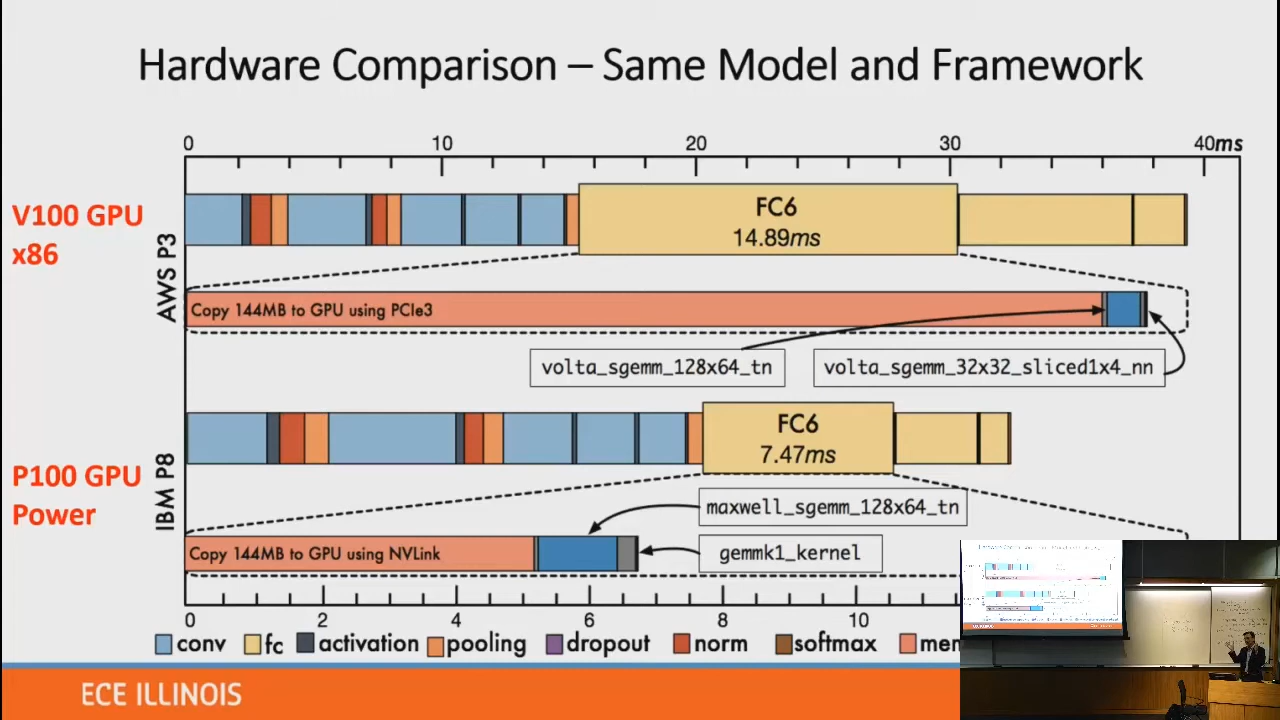 Hardware Comparison – Same Model and Framework
0 10 20 30 40ms
V100 GPU
x86
AWS P3
FC6
14.89ms
Copy 144MB to GPU using PCIe3
volta_sgemm_128x64_tn
volta_sgemm_32x32_sliced1x4_nn
P100 GPU
Power
IBM P8
FC6
7.47ms
maxwell_sgemm_128x64_tn
Copy 144MB to GPU using NVLink
gemmk1_kernel
0 2 4 6 8 10
conv fc activation pooling dropout norm softmax
ECE ILLINOIS